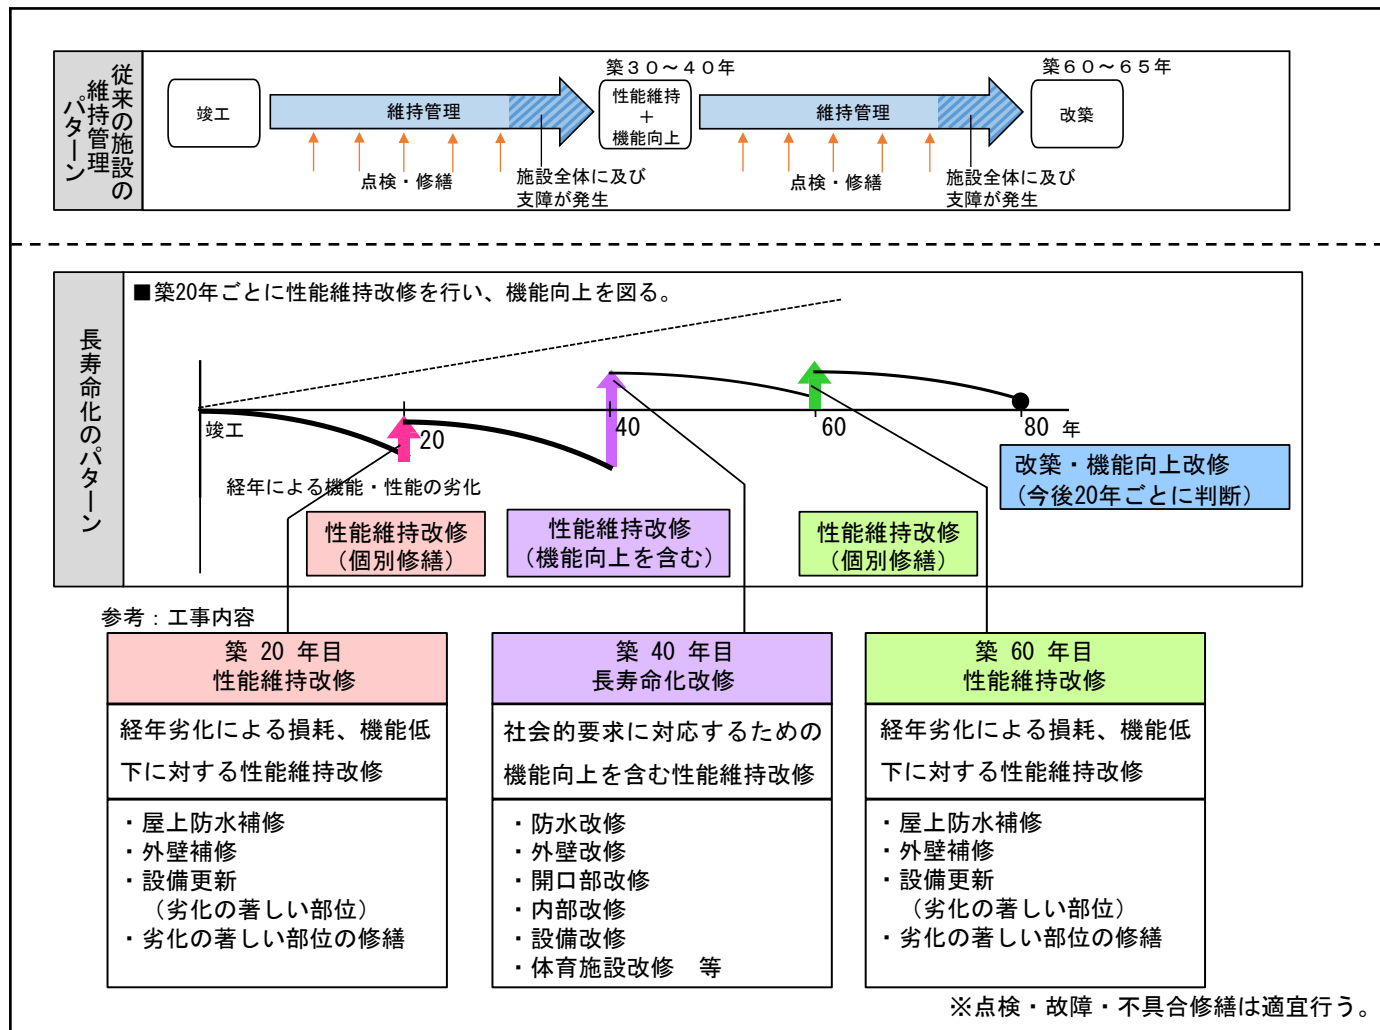 従来の施設の
維持管理
パターン
竣工
維持管理
点検・修繕
施設全体に及び
支障が発生
築３０～４０年
性能維持
＋
機能向上
維持管理
点検・修繕
施設全体に及び
支障が発生
築６０～６５年
改築
長寿命化のパターン
■築20年ごとに性能維持改修を行い、機能向上を図る。
竣工
20
40
60
80 年
経年による機能・性能の劣化
改築・機能向上改修
（今後20年ごとに判断）
性能維持改修
（個別修繕）
性能維持改修
（機能向上を含む）
性能維持改修
（個別修繕）
参考：工事内容
築 20 年目
性能維持改修
経年劣化による損耗、機能低
下に対する性能維持改修
・屋上防水補修
・外壁補修
・設備更新
（劣化の著しい部位）
・劣化の著しい部位の修繕
築 40 年目
長寿命化改修
社会的要求に対応するための
機能向上を含む性能維持改修
・防水改修
・外壁改修
・開口部改修
・内部改修
・設備改修
・体育施設改修　等
築 60 年目
性能維持改修
経年劣化による損耗、機能低
下に対する性能維持改修
・屋上防水補修
・外壁補修
・設備更新
（劣化の著しい部位）
・劣化の著しい部位の修繕
※点検・故障・不具合修繕は適宜行う。